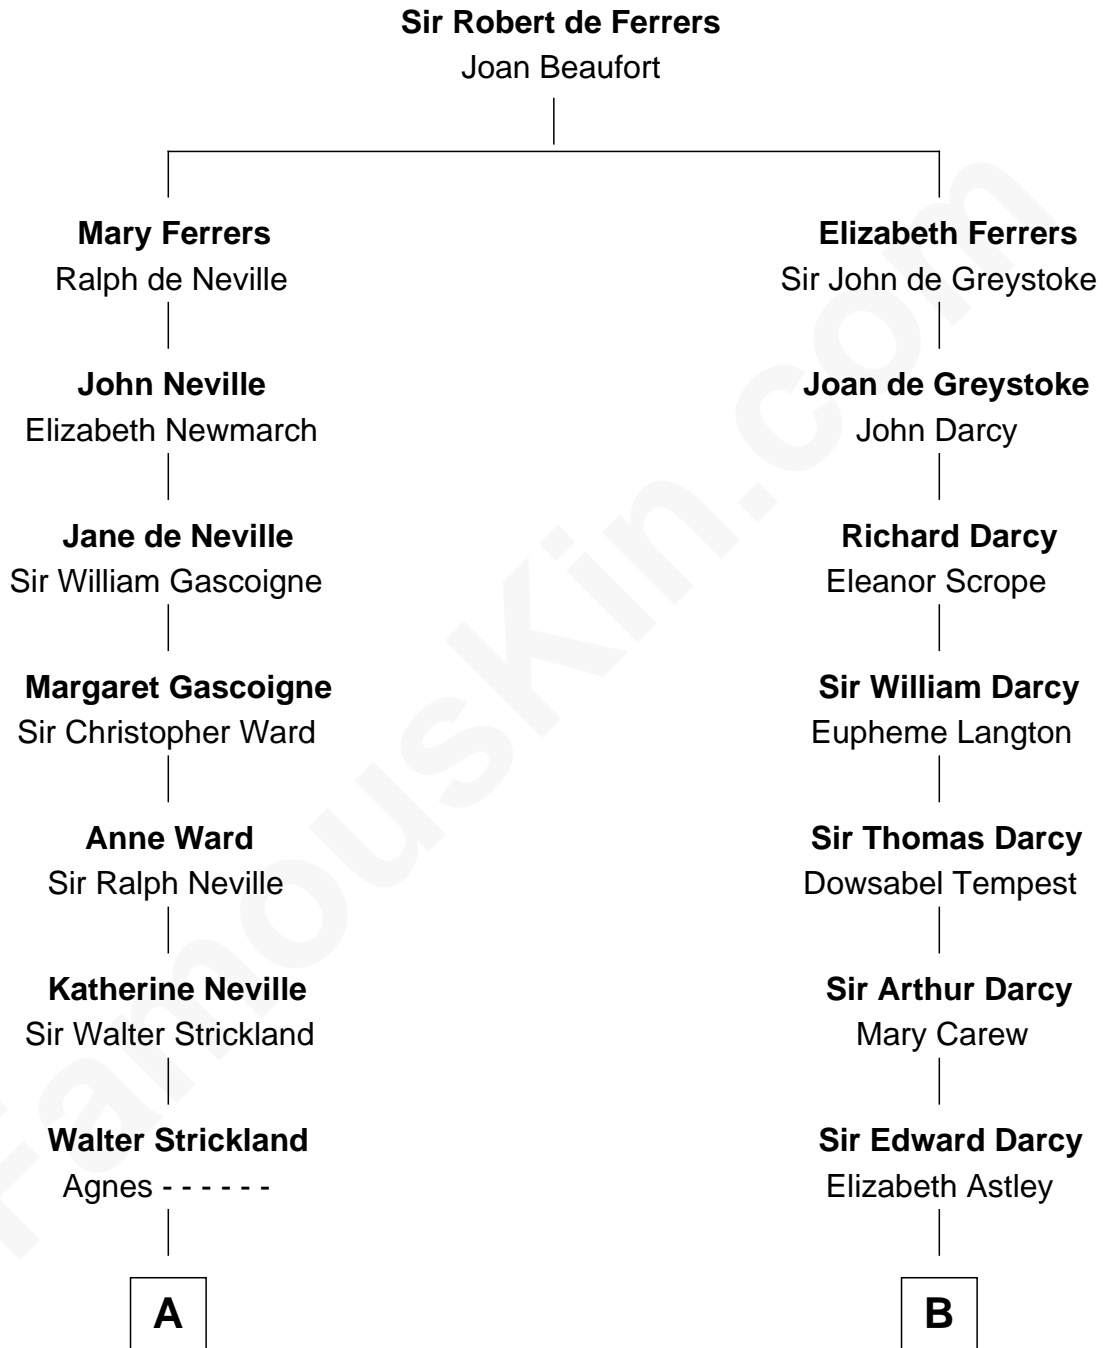 Sir Robert de Ferrers
Joan Beaufort
Mary Ferrers
Ralph de Neville
Elizabeth Ferrers
Sir John de Greystoke
John Neville
Elizabeth Newmarch
Joan de Greystoke
John Darcy
Jane de Neville
Sir William Gascoigne
Richard Darcy
Eleanor Scrope
Margaret Gascoigne
Sir Christopher Ward
Sir William Darcy
Eupheme Langton
Anne Ward
Sir Ralph Neville
Sir Thomas Darcy
Dowsabel Tempest
Katherine Neville
Sir Walter Strickland
Sir Arthur Darcy
Mary Carew
Walter Strickland
Agnes - - - - - -
Sir Edward Darcy
Elizabeth Astley
A
B
FamousKin.com